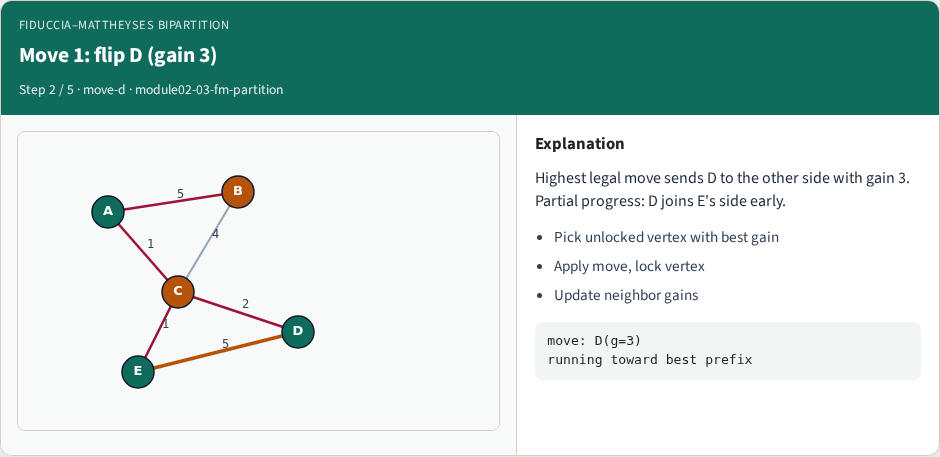 FIDUCCIA–MATTHEYSES BIPARTITION
Move 1: flip D (gain 3)
Step 2 / 5 · move-d · module02-03-fm-partition
5
B
A
4
1
C
2
1
D
5
E
Explanation
Highest legal move sends D to the other side with gain 3.
Partial progress: D joins E's side early.
• Pick unlocked vertex with best gain
• Apply move, lock vertex
• Update neighbor gains
move: D(g=3)
running toward best prefix